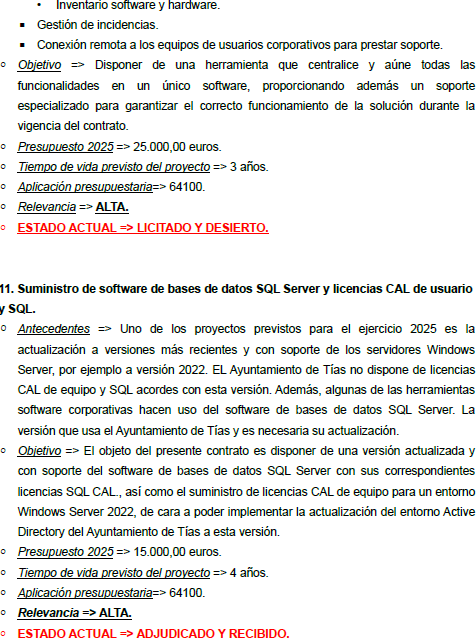 • Inventario software y hardware.
▪ Gestión de incidencias.
▪ Conexión remota a los equipos de usuarios corporativos para prestar soporte.
○ Objetivo => Disponer de una herramienta que centralice y aúne todas las
funcionalidades en un único software, proporcionando además un soporte
especializado para garantizar el correcto funcionamiento de la solución durante la
vigencia del contrato.
○ Presupuesto 2025 => 25.000,00 euros.
○ Tiempo de vida previsto del proyecto => 3 años.
○ Aplicación presupuestaria=> 64100.
○ Relevancia => ALTA.
○ ESTADO ACTUAL => LICITADO Y DESIERTO.
11. Suministro de software de bases de datos SQL Server y licencias CAL de usuario
y SQL.
○ Antecedentes => Uno de los proyectos previstos para el ejercicio 2025 es la
actualización a versiones más recientes y con soporte de los servidores Windows
Server, por ejemplo a versión 2022. EL Ayuntamiento de Tías no dispone de licencias
CAL de equipo y SQL acordes con esta versión. Además, algunas de las herramientas
software corporativas hacen uso del software de bases de datos SQL Server. La
versión que usa el Ayuntamiento de Tías y es necesaria su actualización.
○ Objetivo => El objeto del presente contrato es disponer de una versión actualizada y
con soporte del software de bases de datos SQL Server con sus correspondientes
licencias SQL CAL., así como el suministro de licencias CAL de equipo para un entorno
Windows Server 2022, de cara a poder implementar la actualización del entorno Active
Directory del Ayuntamiento de Tías a esta versión.
○ Presupuesto 2025 => 15.000,00 euros.
○ Tiempo de vida previsto del proyecto => 4 años.
○ Aplicación presupuestaria=> 64100.
○ Relevancia => ALTA.
○ ESTADO ACTUAL => ADJUDICADO Y RECIBIDO.